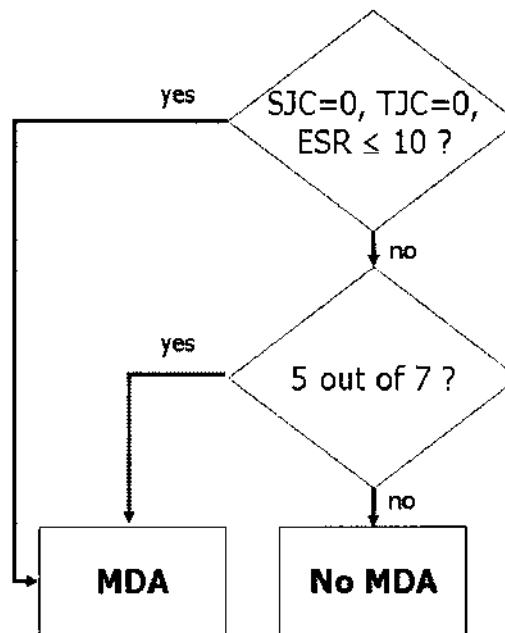 yes
SJC=0, TJC=0,
ESR ≤ 10 ?
no
yes
5 out of 7 ?
no
MDA
No MDA